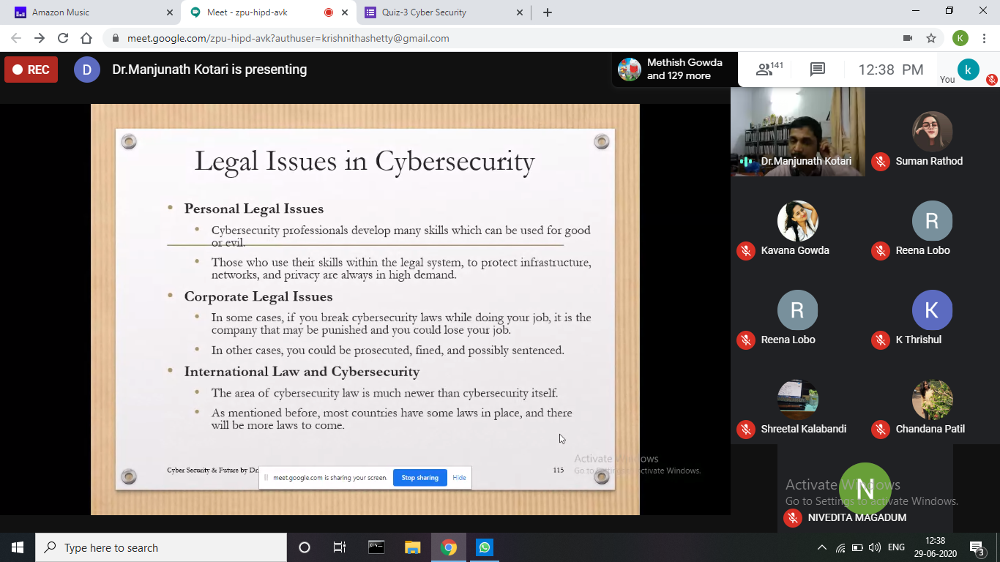 Amazon Music
Meet - zpu-hipd-avk
Quiz-3 Cyber Security
meet.google.com/zpu-hipd-avk?authuser=krishnithashetty@gmail.com
K
REC
D
Dr.Manjunath Kotari is presenting
Methish Gowda
and 129 more
141
12:38 PM
You
k
Legal Issues in Cybersecurity
Personal Legal Issues
Cybersecurity professionals develop many skills which can be used for good
or evil.
Those who use their skills within the legal system, to protect infrastructure,
networks, and privacy are always in high demand.
Corporate Legal Issues
In some cases, if you break cybersecurity laws while doing your job, it is the
company that may be punished and you could lose your job.
In other cases, you could be prosecuted, fined, and possibly sentenced.
International Law and Cybersecurity
The area of cybersecurity law is much newer than cybersecurity itself.
As mentioned before, most countries have some laws in place, and there
will be more laws to come.
Cyber Security & Future by Dr.
115
meet.google.com is sharing your screen.
Stop sharing
Hide
Activate Windows
Go to Settings to activate Windows.
Dr.Manjunath Kotari
Suman Rathod
Kavana Gowda
R
Reena Lobo
R
Reena Lobo
K
K Thrishul
Shreetal Kalabandi
Chandana Patil
N
Activate Windows
Go to Settings to activate Windows.
NIVEDITA MAGADUM
Type here to search
ENG
12:38
29-06-2020
3